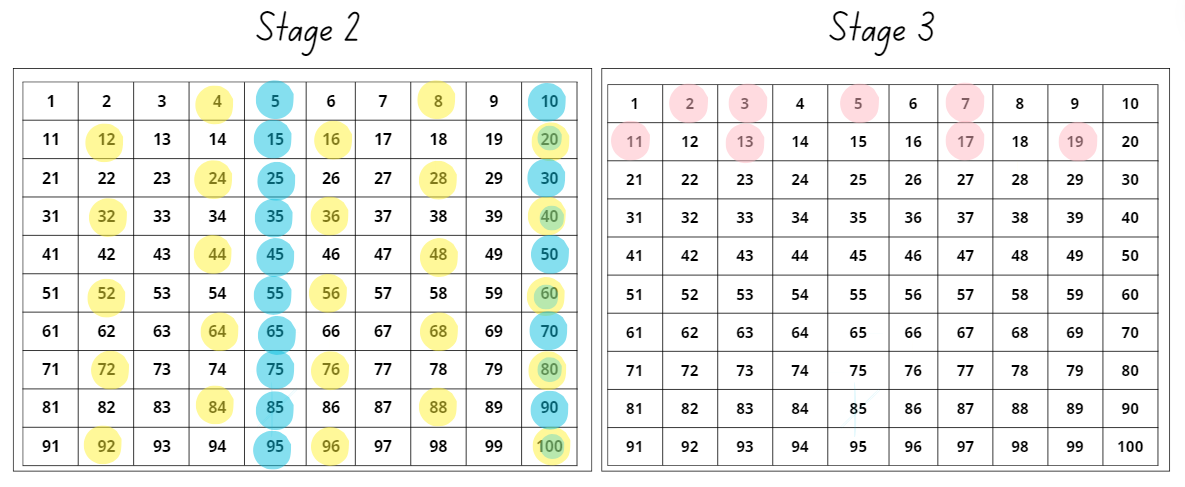 Stage 2
1 2 3 4 5 6 7 8 9 10
11 12 13 14 15 16 17 18 19 20
21 22 23 24 25 26 27 28 29 30
31 32 33 34 35 36 37 38 39 40
41 42 43 44 45 46 47 48 49 50
51 52 53 54 55 56 57 58 59 60
61 62 63 64 65 66 67 68 69 70
71 72 73 74 75 76 77 78 79 80
81 82 83 84 85 86 87 88 89 90
91 92 93 94 95 96 97 98 99 100
Stage 3
1 2 3 4 5 6 7 8 9 10
11 12 13 14 15 16 17 18 19 20
21 22 23 24 25 26 27 28 29 30
31 32 33 34 35 36 37 38 39 40
41 42 43 44 45 46 47 48 49 50
51 52 53 54 55 56 57 58 59 60
61 62 63 64 65 66 67 68 69 70
71 72 73 74 75 76 77 78 79 80
81 82 83 84 85 86 87 88 89 90
91 92 93 94 95 96 97 98 99 100